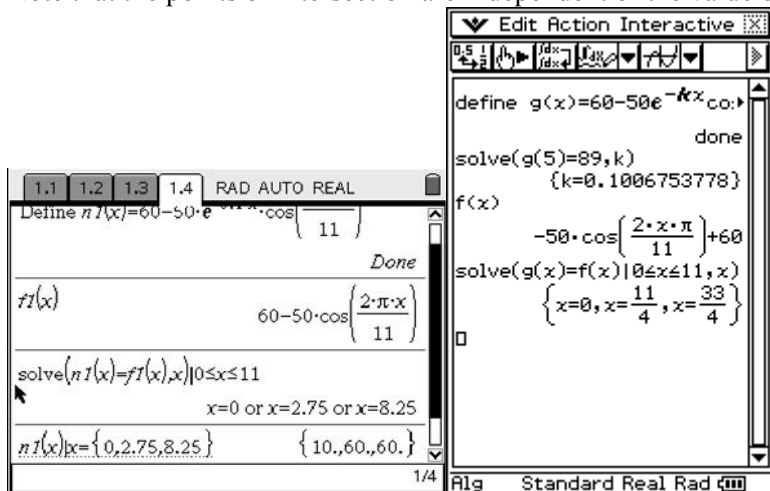 Edit Action Interactive
define g(x)=60-50e^-kx co:
done
solve(g(5)=89,k)
{k=0.1006753778}
f(x)
-50·cos(2·x·π/11)+60
solve(g(x)=f(x)|0≤x≤11,x)
{x=0,x=11/4,x=33/4}
Alg Standard Real Rad
1.1 1.2 1.3 1.4 RAD AUTO REAL
Define n1(x)=60-50·e ·cos( /11)
Done
f1(x)
60-50·cos(2·π·x/11)
solve(n1(x)=f1(x),x)|0≤x≤11
x=0 or x=2.75 or x=8.25
n1(x)|x={0,2.75,8.25} {10.,60.,60.}
1/4